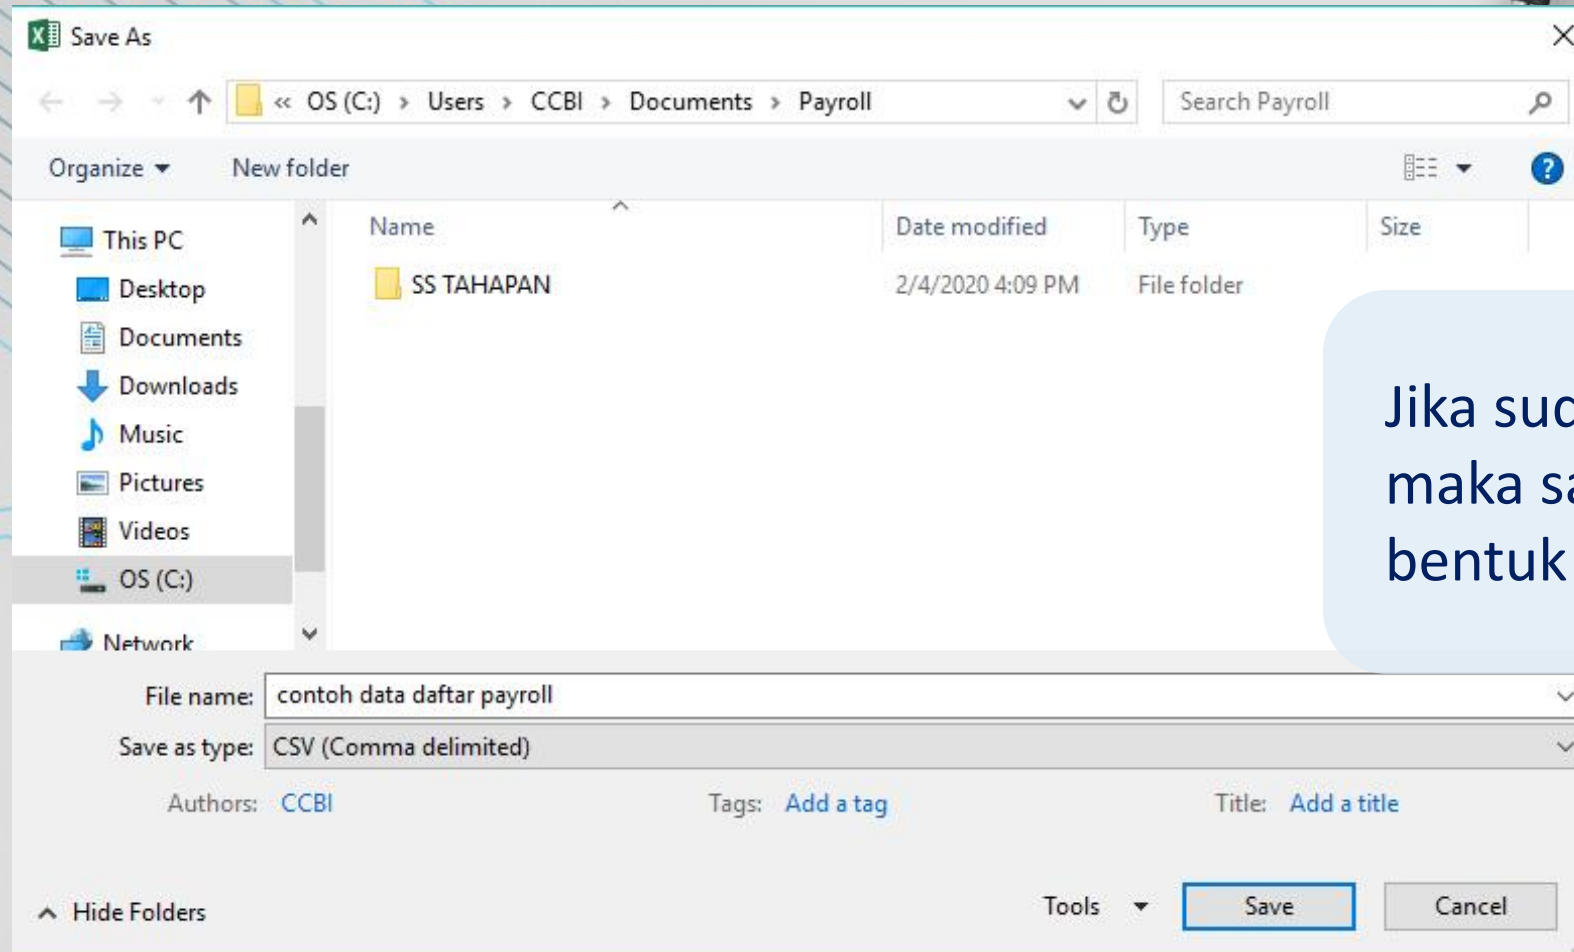 Save As
« OS (C:) › Users › CCBI › Documents › Payroll
Search Payroll
Organize
New folder
Name Date modified Type Size
SS TAHAPAN 2/4/2020 4:09 PM File folder
This PC
Desktop
Documents
Downloads
Music
Pictures
Videos
OS (C:)
Network
Jika
maka
bentuk
File name: contoh data daftar payroll
Save as type: CSV (Comma delimited)
Authors: CCBI Tags: Add a tag Title: Add a title
Hide Folders
Tools Save Cancel